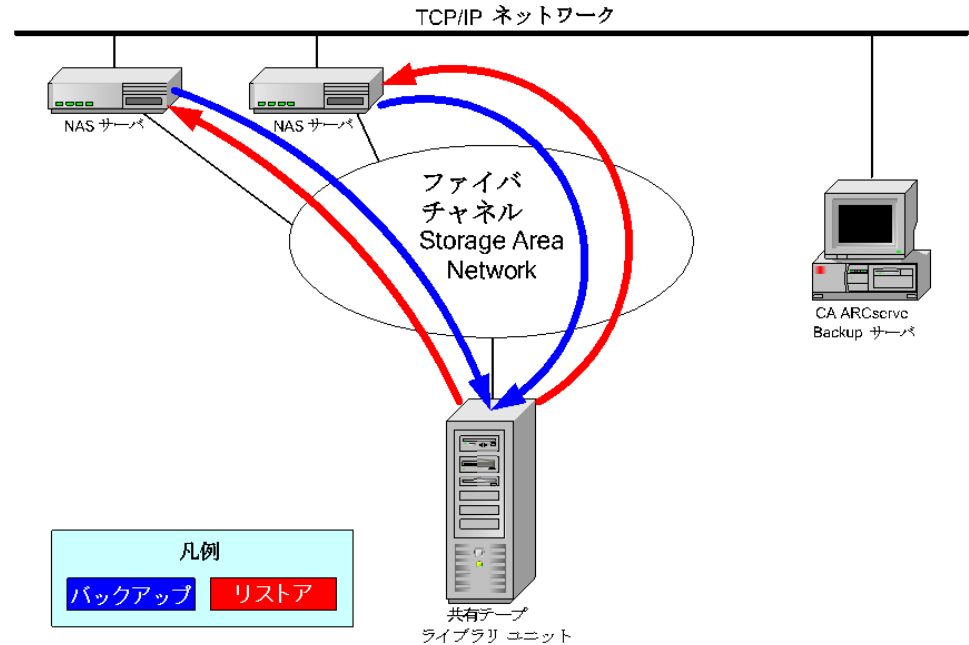 TCP/IP ネットワーク
NAS サーバ
NAS サーバ
ファイバ
チャネル
Storage Area
Network
CA ARCserve
Backup サーバ
共有テープ
ライブラリ ユニット
凡例
バックアップ
リストア